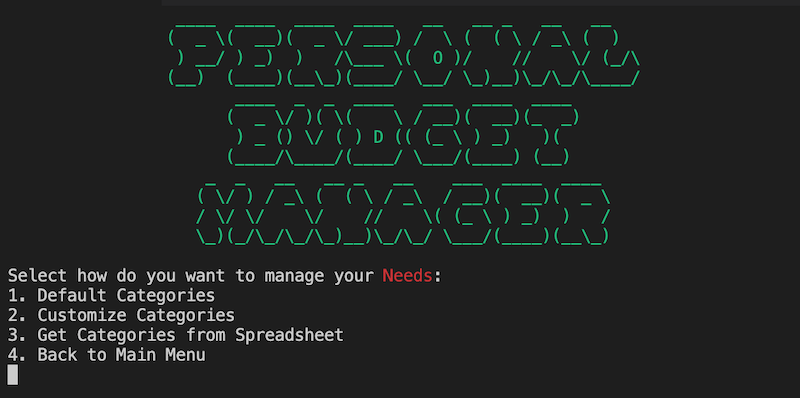 PERSONAL
BUDGET
MANAGER
Select how do you want to manage your Needs:
1. Default Categories
2. Customize Categories
3. Get Categories from Spreadsheet
4. Back to Main Menu